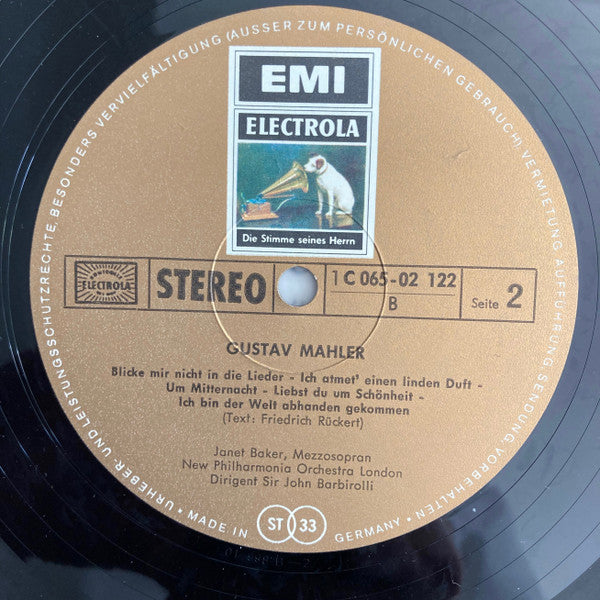 URHEBER- UND LEISTUNGSSCHUTZRECHTE, BESONDERS VERVIELFÄLTIGUNG (AUSSER ZUM PERSÖNLICHEN GEBRAUCH!) VERMIETUNG AUFFÜHRUNG, SENDUNG, VORBEHALTEN
EMI
ELECTROLA
Die Stimme seines Herrn
ELECTROLA
STEREO
1 C 065-02 122
B
Seite 2
GUSTAV MAHLER
Blicke mir nicht in die Lieder - Ich atmet' einen linden Duft -
Um Mitternacht - Liebst du um Schönheit -
Ich bin der Welt abhanden gekommen
(Text: Friedrich Rückert)
Janet Baker, Mezzosopran
New Philharmonia Orchestra London
Dirigent Sir John Barbirolli
• MADE IN
ST 33
GERMANY •